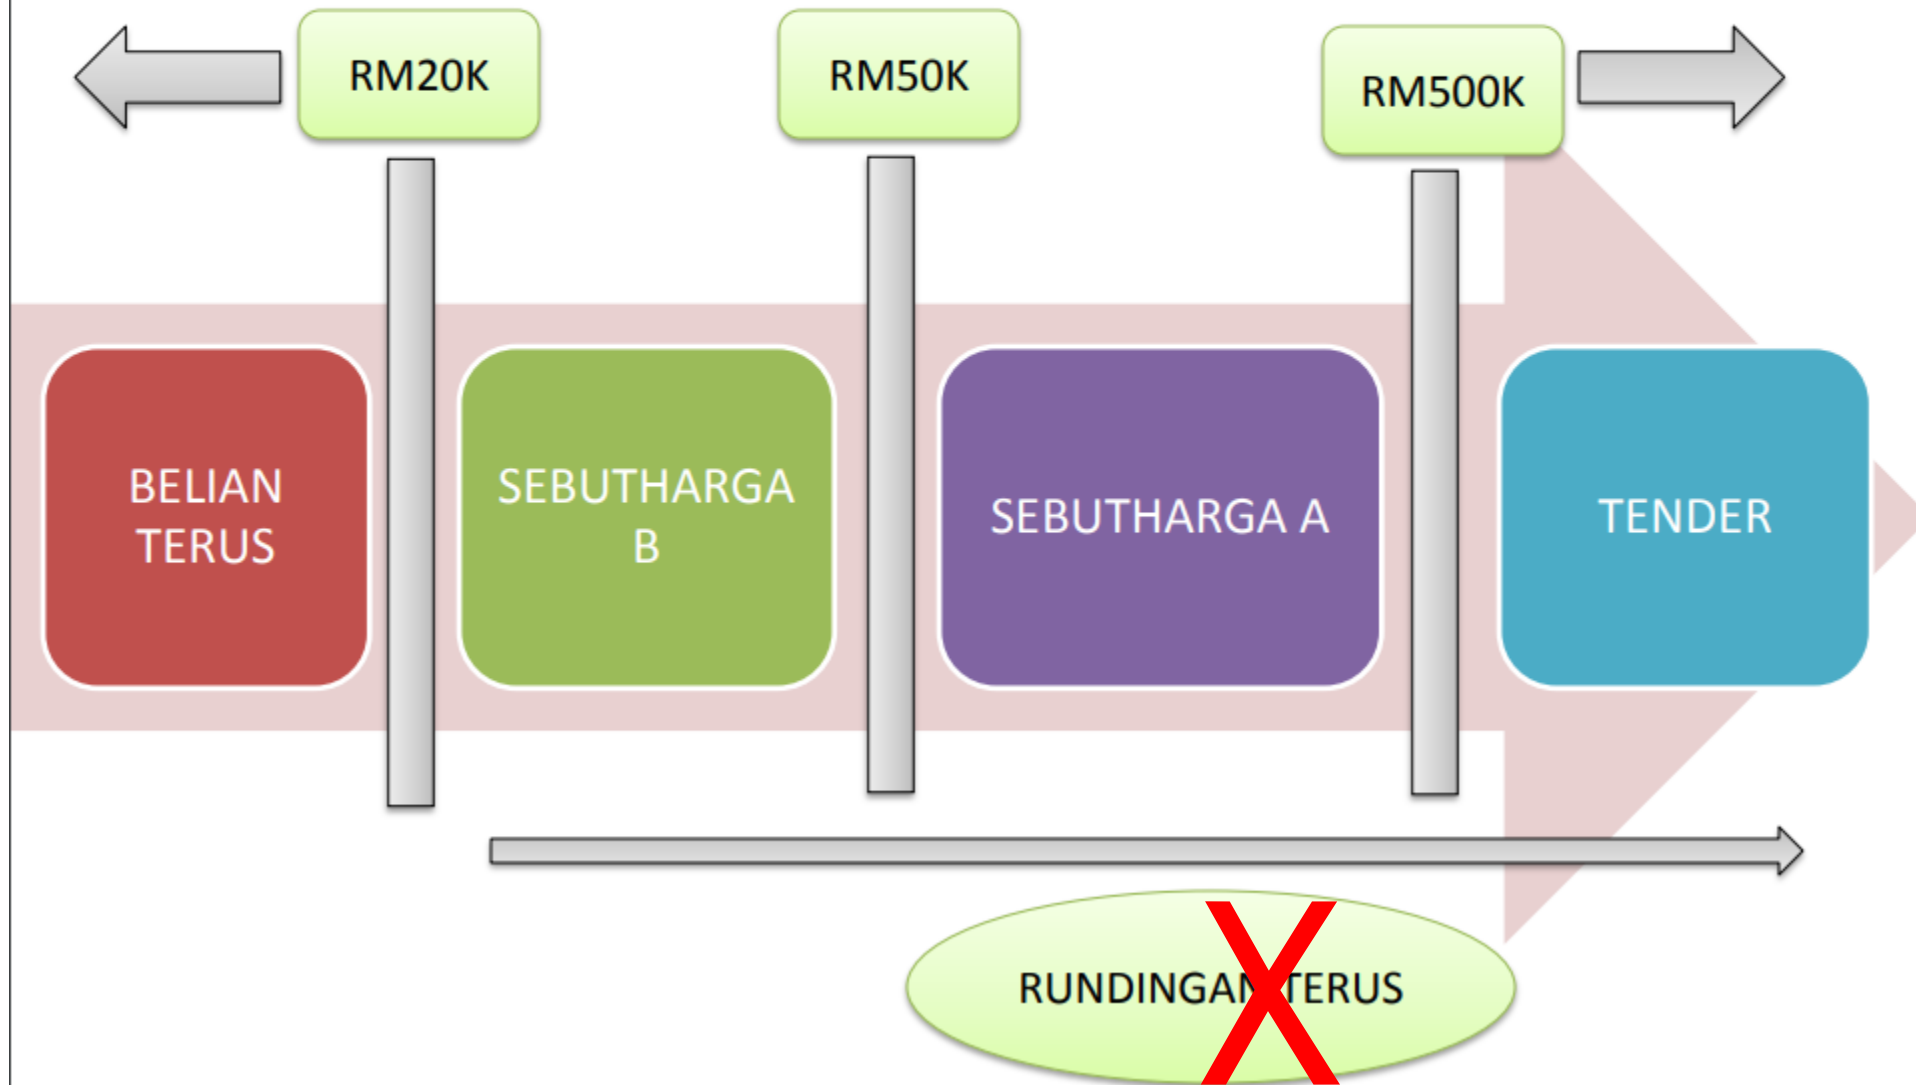 RM20K
RM50K
RM500K
BELIAN
TERUS
SEBUTHARGA
B
SEBUTHARGA A
TENDER
RUNDINGAN TERUS
X